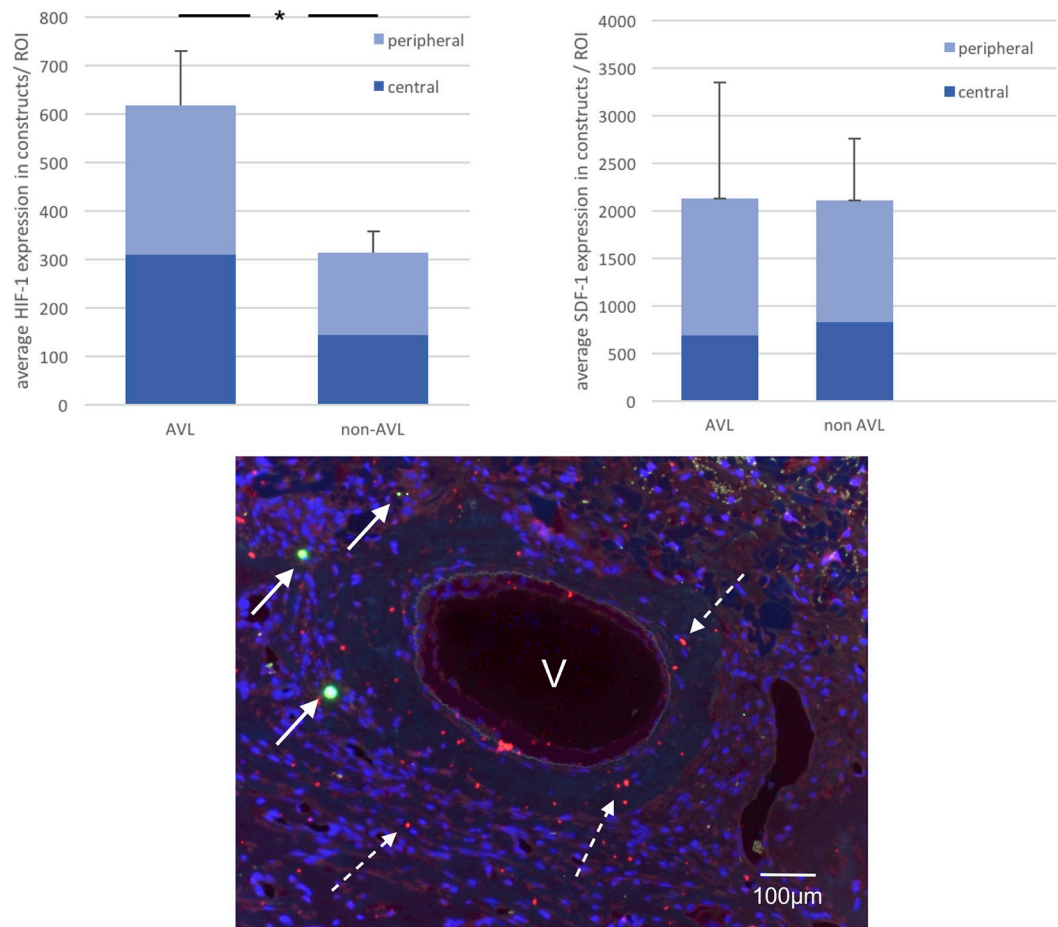 average HIF-1 expression in constructs/ ROI
800
700
600
500
400
300
200
100
0
*
peripheral
central
AVL
non-AVL
average SDF-1 expression in constructs / ROI
4000
3500
3000
2500
2000
1500
1000
500
0
peripheral
central
AVL
non AVL
V
100µm